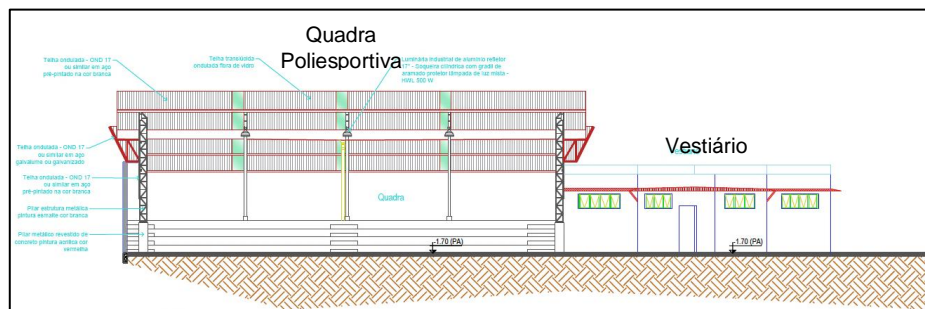 Quadra
Poliesportiva
Telha ondulada - OND 17
ou similar em aço
pré-pintado na cor branca
Telha translúcida
ondulada fibra de vidro
Luminária industrial de alumínio refletor
17" - Soquete cilíndrica com grade de
aramado protetor lâmpada de luz mista -
mín. 500 W
Telha ondulada - OND 17
ou similar em aço
galvalume ou galvanizado
Telha ondulada - OND 17
ou similar em aço
pré-pintado na cor branca
Pilar estrutura metálica
pintura esmalte cor branca
Pilar metálico revestido de
concreto pintura acrílica cor
vermelha
Quadra
-1.70 (PA)
Vestiário
-1.70 (PA)